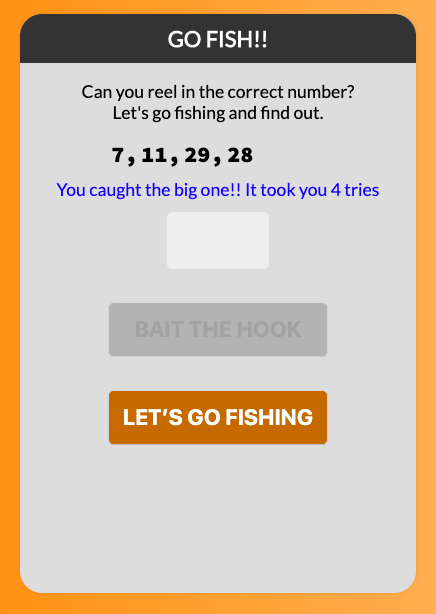 GO FISH!!
Can you reel in the correct number?
Let's go fishing and find out.
7, 11, 29, 28
You caught the big one!! It took you 4 tries
BAIT THE HOOK
LET’S GO FISHING